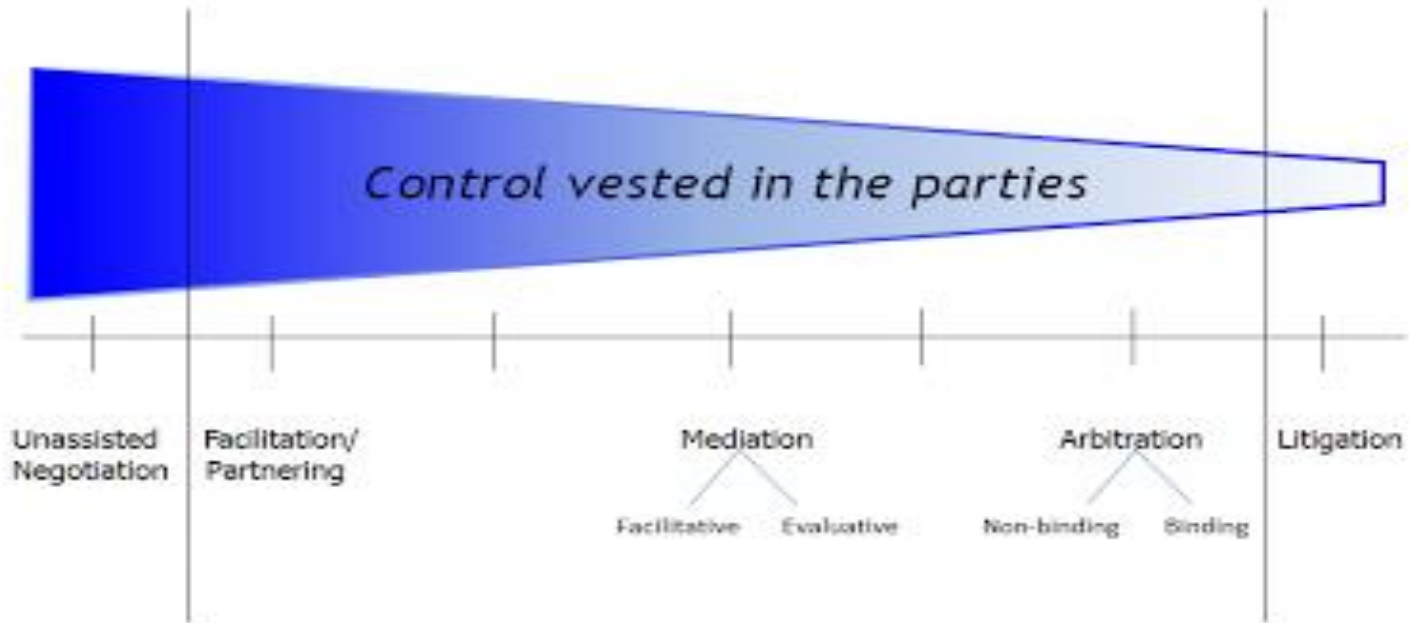 Control vested in the parties
Unassisted
Negotiation
Facilitation/
Partnering
Mediation
Facilitative
Evaluative
Arbitration
Non-binding
Binding
Litigation